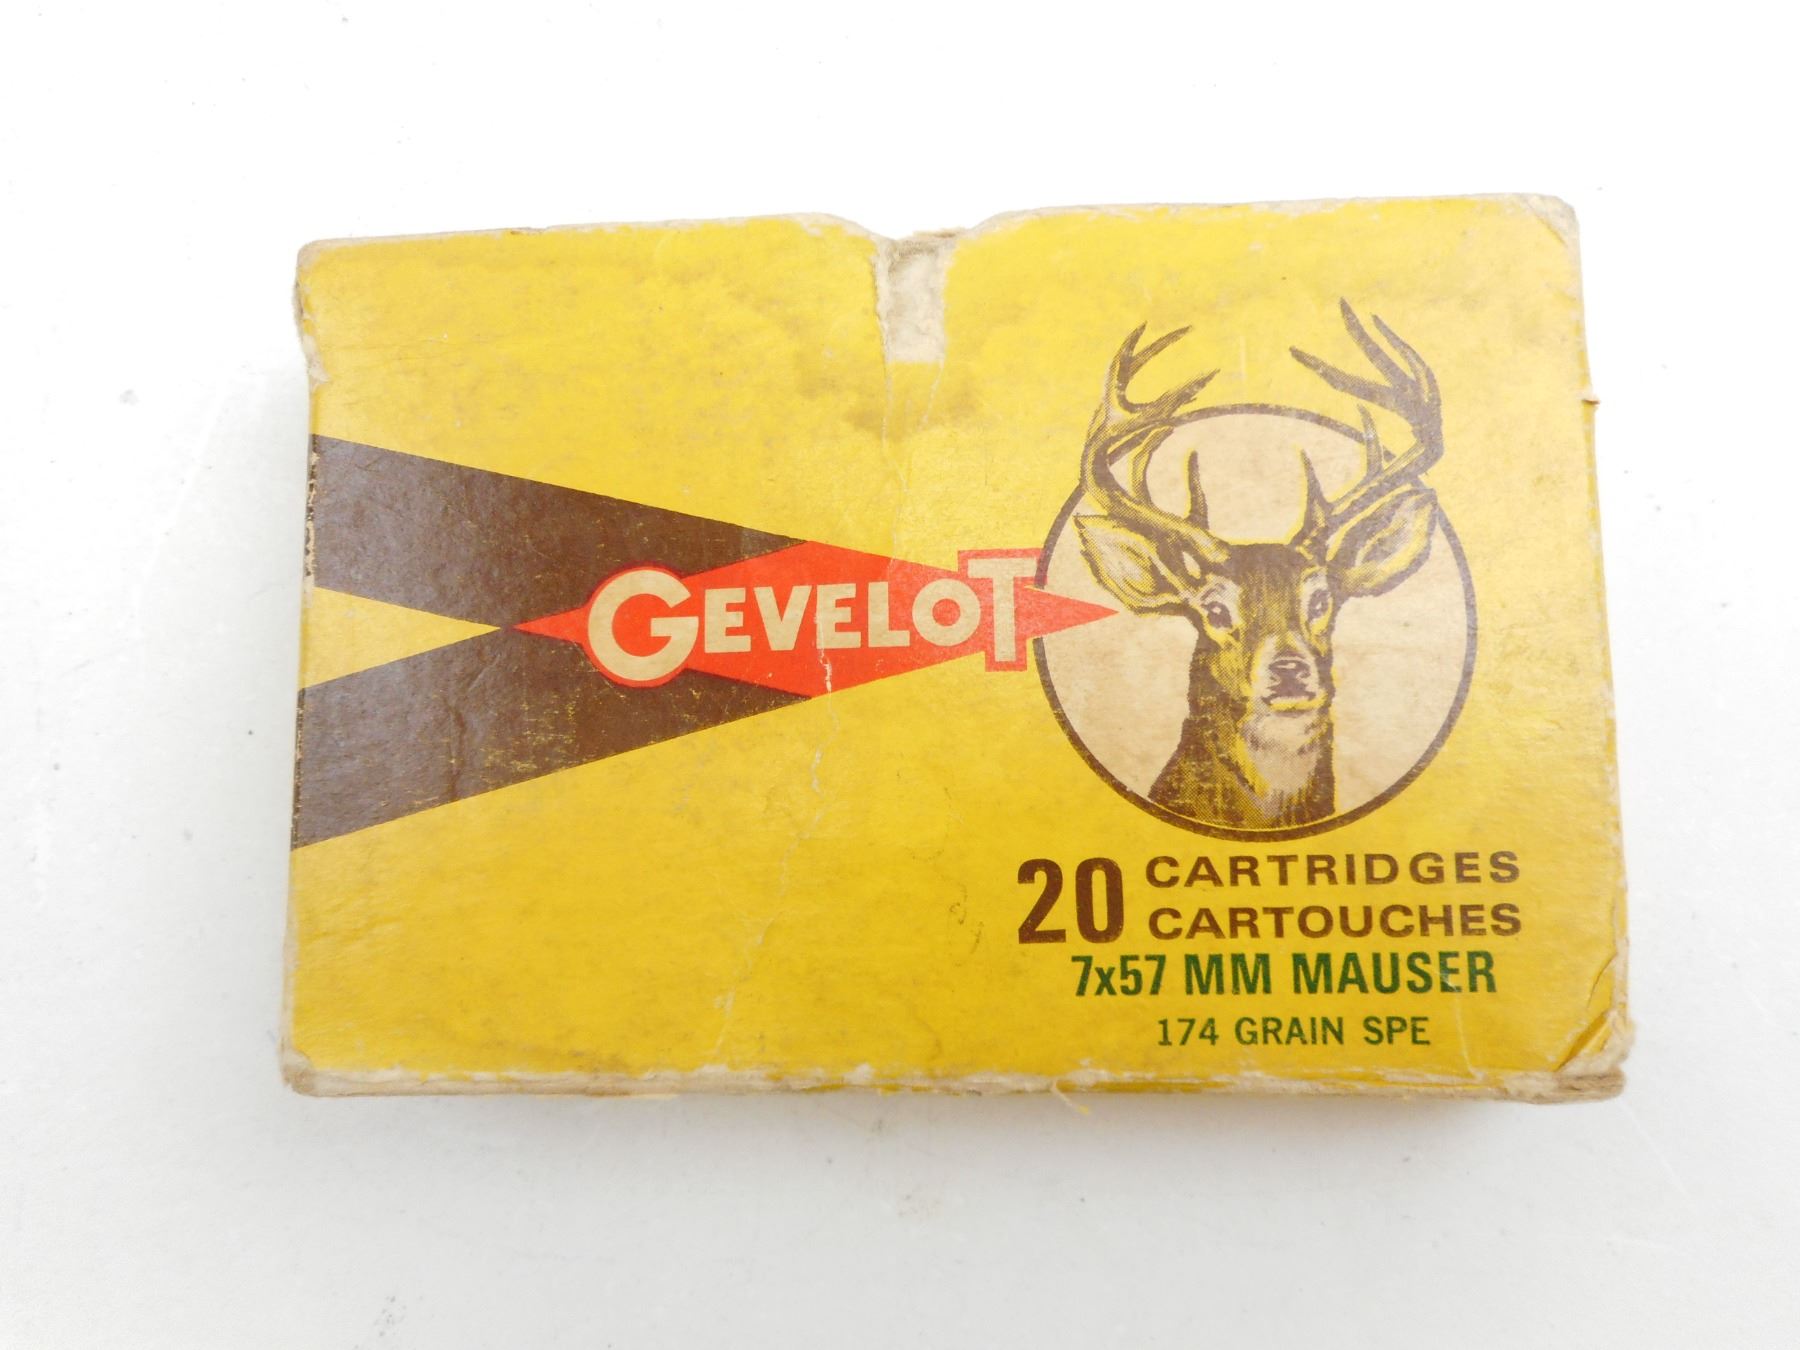 GEVELOT
20 CARTRIDGES
CARTOUCHES
7x57 MM MAUSER
174 GRAIN SPE